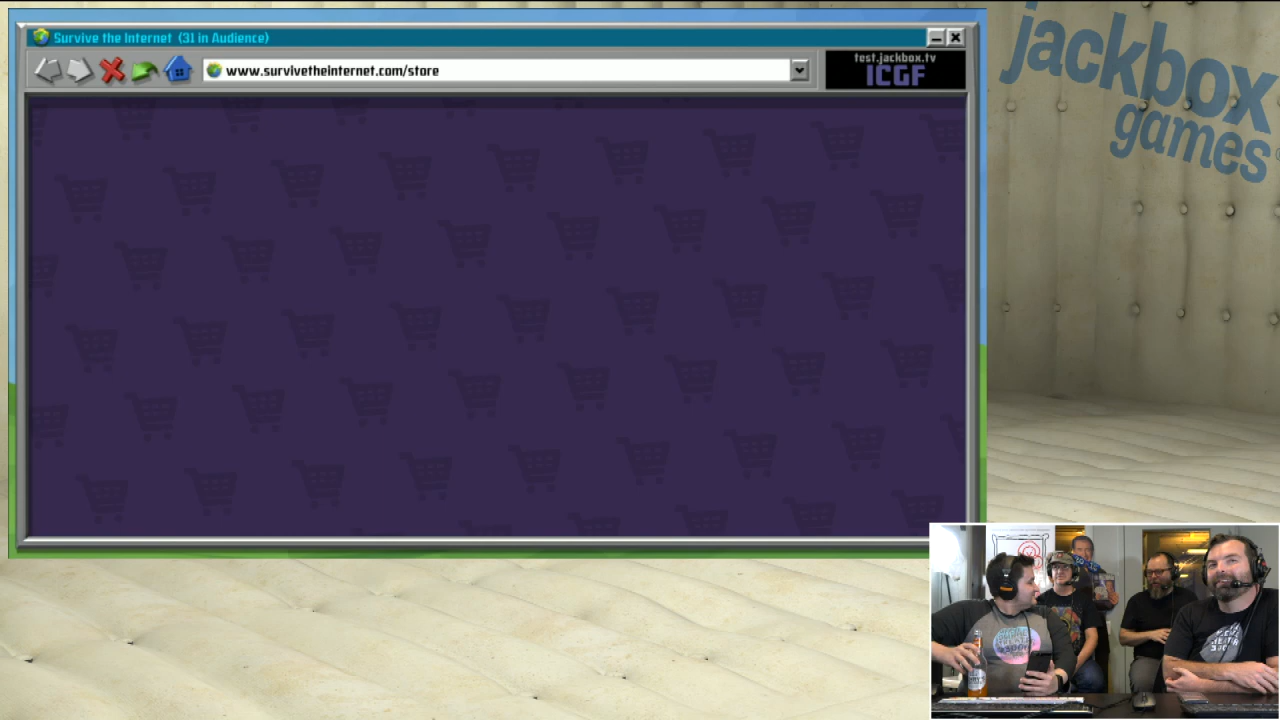 Survive the Internet (31 in Audience)
www.survivetheinternet.com/store
test.jackbox.tv
ICGF
jackbox
games